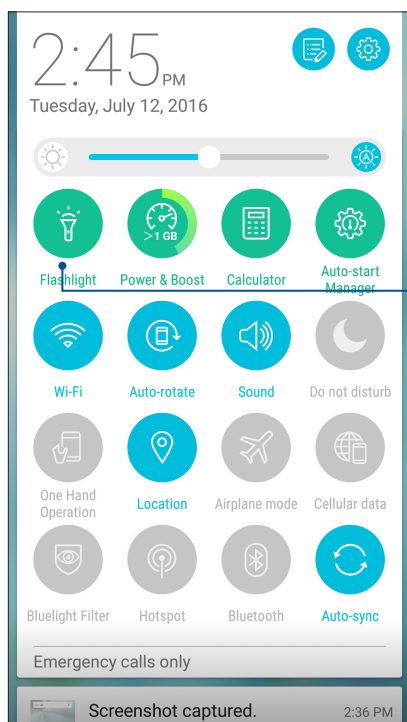 2:45 PM
Tuesday, July 12, 2016
A
>1 GB
Flashlight
Power & Boost
Calculator
Auto-start
Manager
Wi-Fi
Auto-rotate
Sound
Do not disturb
One Hand
Operation
Location
Airplane mode
Cellular data
Bluelight Filter
Hotspot
Bluetooth
Auto-sync
Emergency calls only
Screenshot captured.
2:36 PM